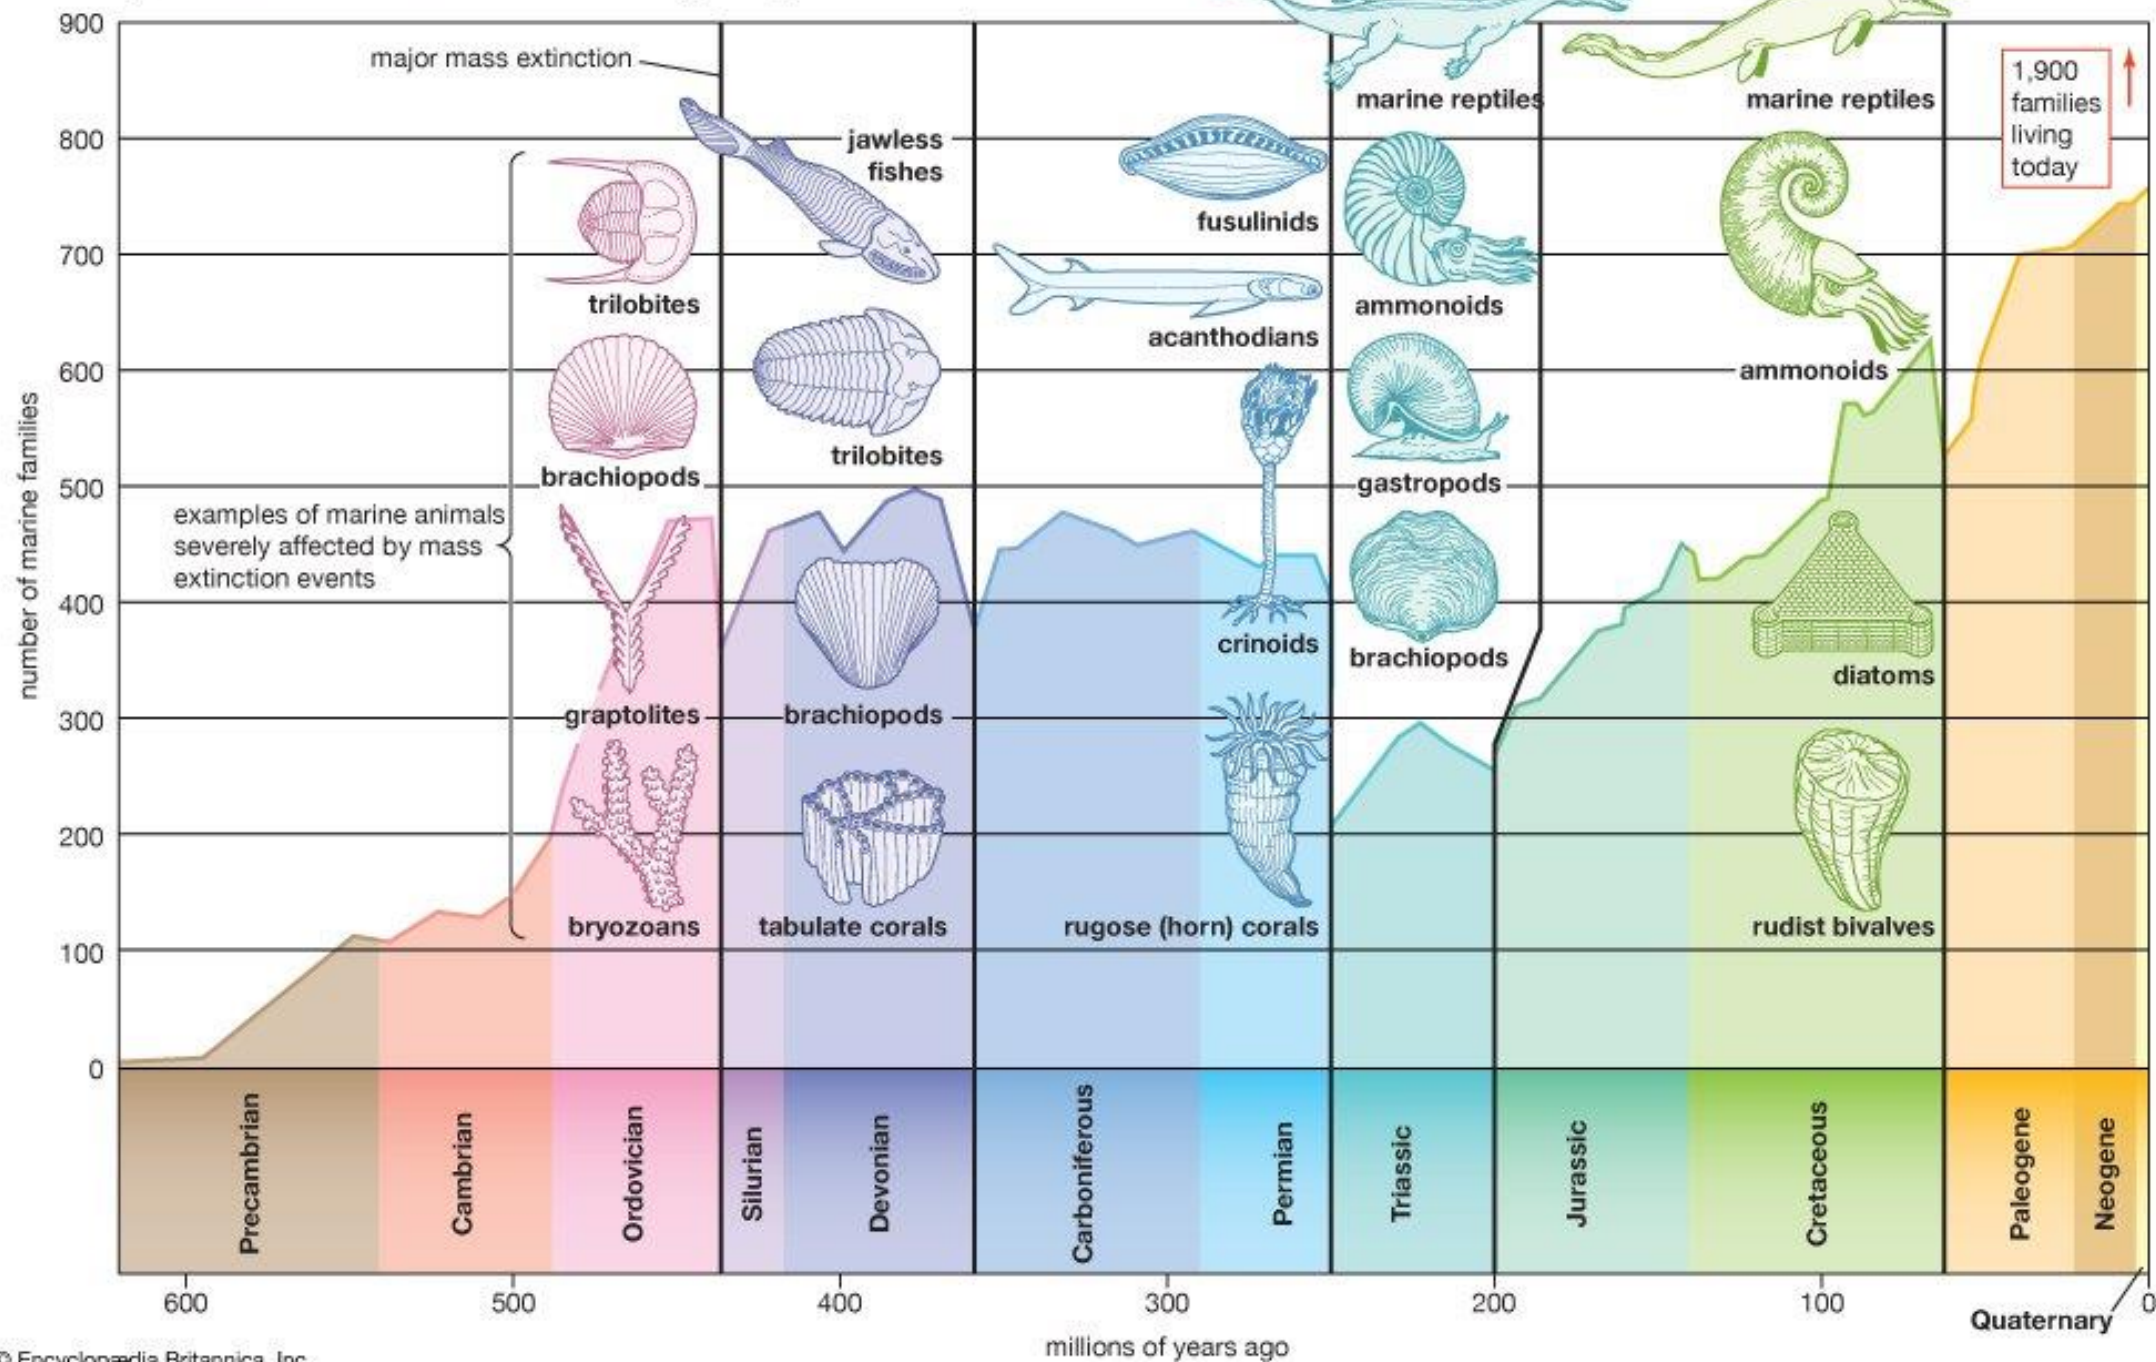 900
800
700
600
500
400
300
200
100
0
number of marine families
major mass extinction
examples of marine animals
severely affected by mass
extinction events
trilobites
brachiopods
graptolites
bryozoans
jawless
fishes
trilobites
brachiopods
tabulate corals
fusulinids
acanthodians
crinoids
rugose (horn) corals
marine reptiles
ammonoids
gastropods
brachiopods
marine reptiles
ammonoids
diatoms
rudist bivalves
1,900
families
living
today
Precambrian
Cambrian
Ordovician
Silurian
Devonian
Carboniferous
Permian
Triassic
Jurassic
Cretaceous
Paleogene
Neogene
600
500
400
300
200
100
0
Quaternary
millions of years ago
© Encyclopædia Britannica, Inc.